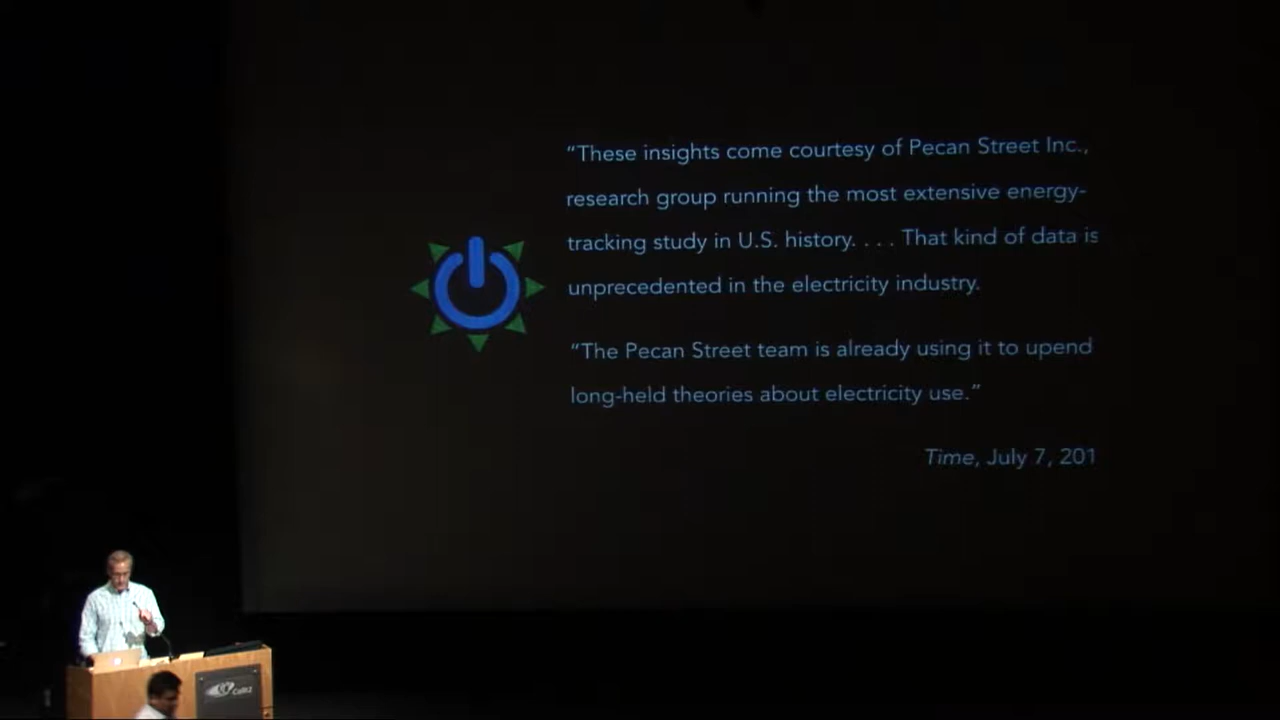 “These insights come courtesy of Pecan Street Inc.,
research group running the most extensive energy-
tracking study in U.S. history. . . . That kind of data is
unprecedented in the electricity industry.
“The Pecan Street team is already using it to upend
long-held theories about electricity use.”
Time, July 7, 201
Calit2